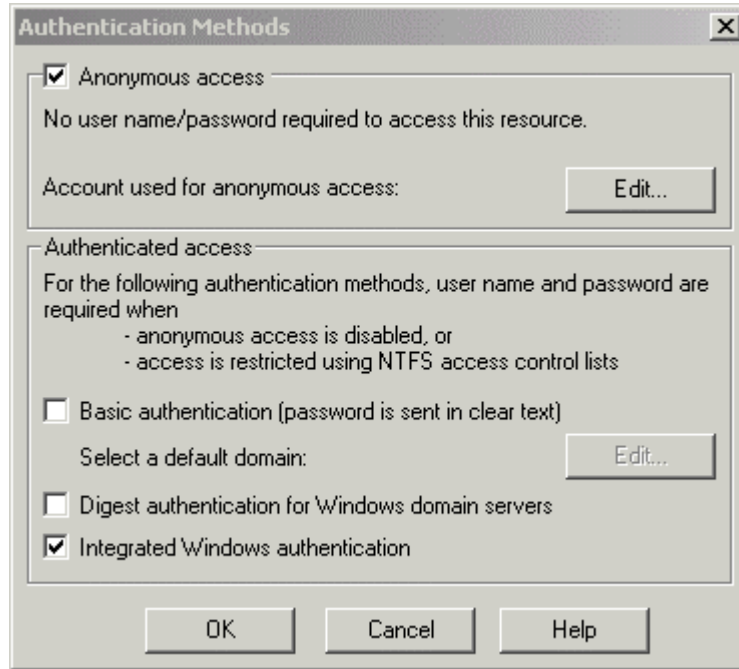 Authentication Methods
Anonymous access
No user name/password required to access this resource.
Account used for anonymous access:
Edit...
Authenticated access
For the following authentication methods, user name and password are
required when
- anonymous access is disabled, or
- access is restricted using NTFS access control lists
Basic authentication (password is sent in clear text)
Select a default domain:
Edit...
Digest authentication for Windows domain servers
Integrated Windows authentication
OK
Cancel
Help